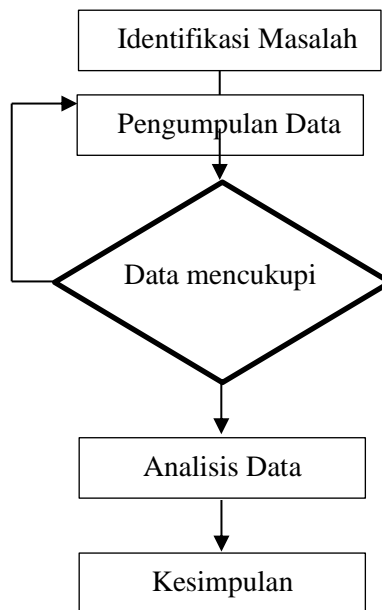 Identifikasi Masalah
Pengumpulan Data
Data mencukupi
Analisis Data
Kesimpulan